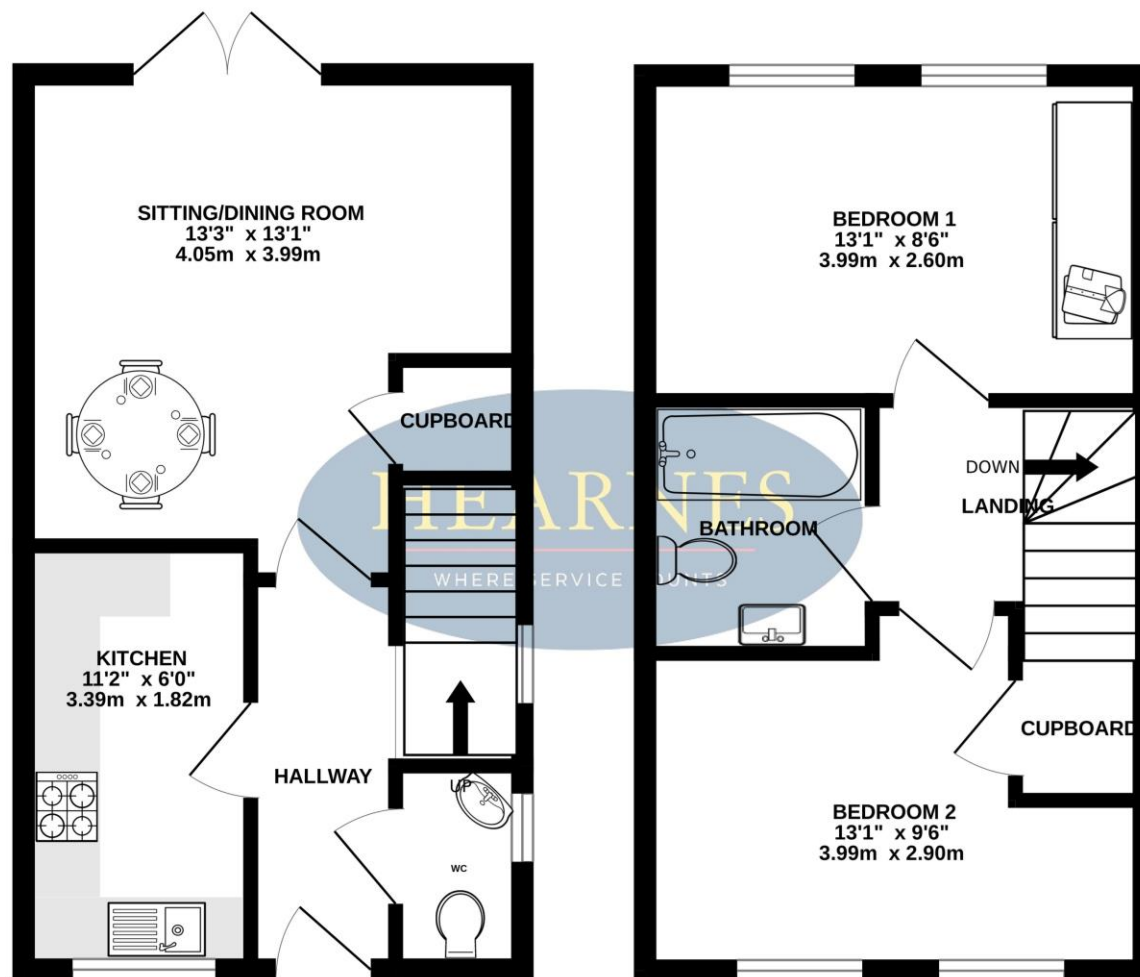 SITTING/DINING ROOM
13'3" x 13'1"
4.05m x 3.99m
CUPBOARD
KITCHEN
11'2" x 6'0"
3.39m x 1.82m
HALLWAY
UP
WC
BEDROOM 1
13'1" x 8'6"
3.99m x 2.60m
DOWN
LANDING
BATHROOM
CUPBOARD
BEDROOM 2
13'1" x 9'6"
3.99m x 2.90m
HEARNES
WHERE SERVICE COUNTS